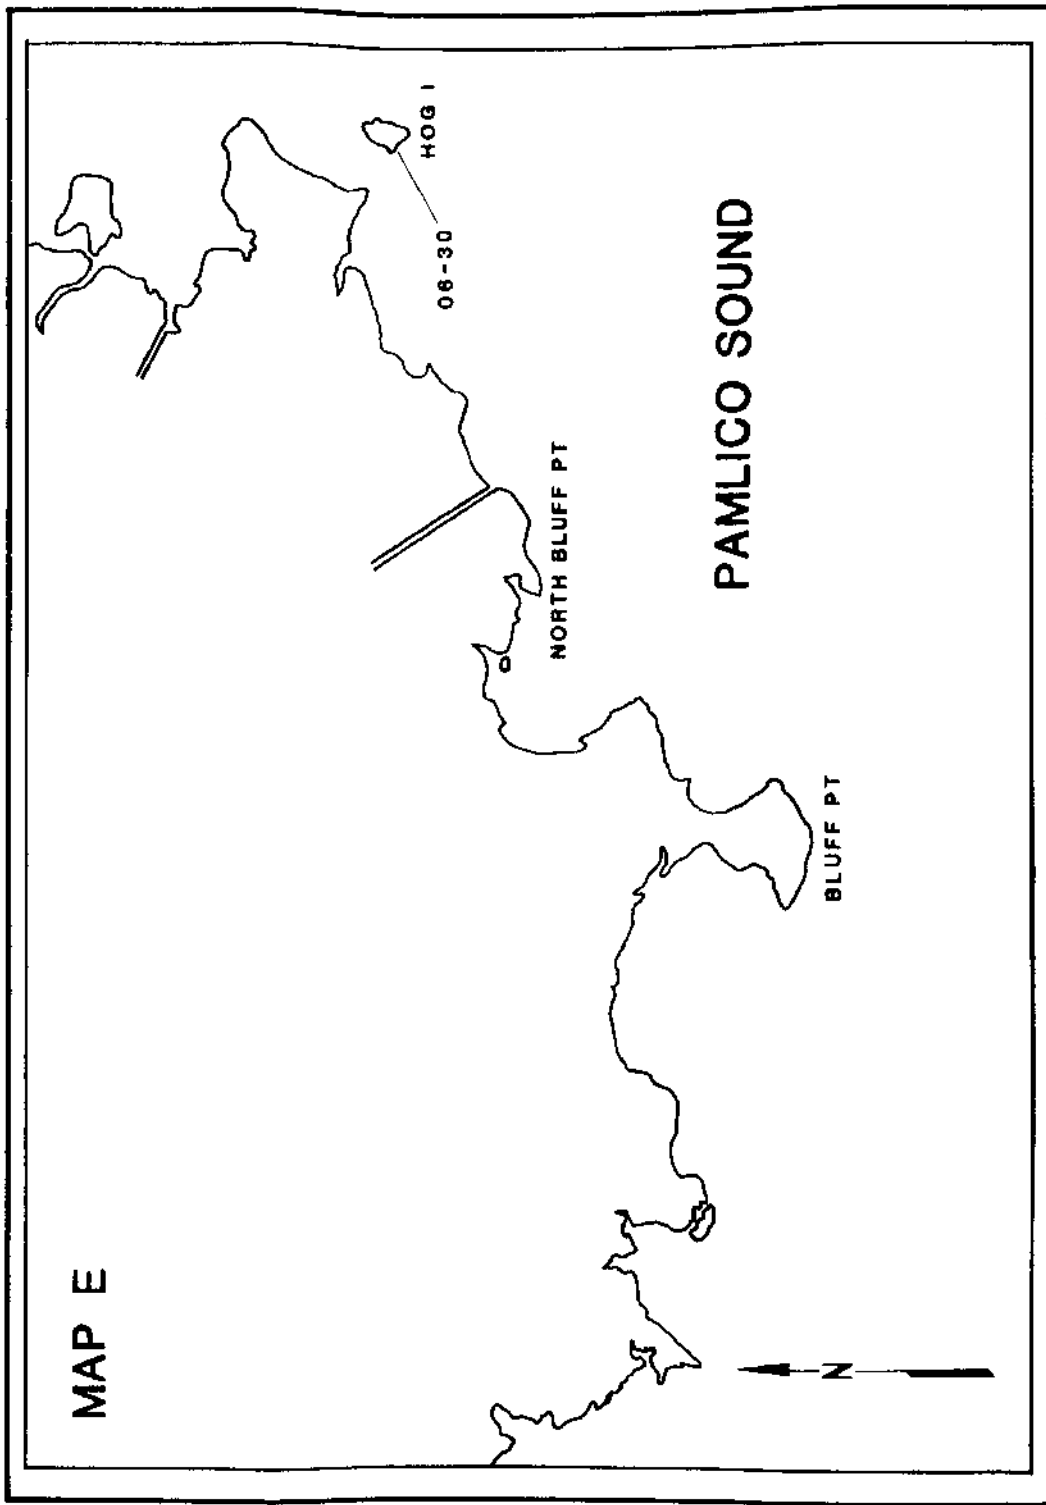 MAP E
HOG I
06-30
NORTH BLUFF PT
PAMLICO SOUND
BLUFF PT
N